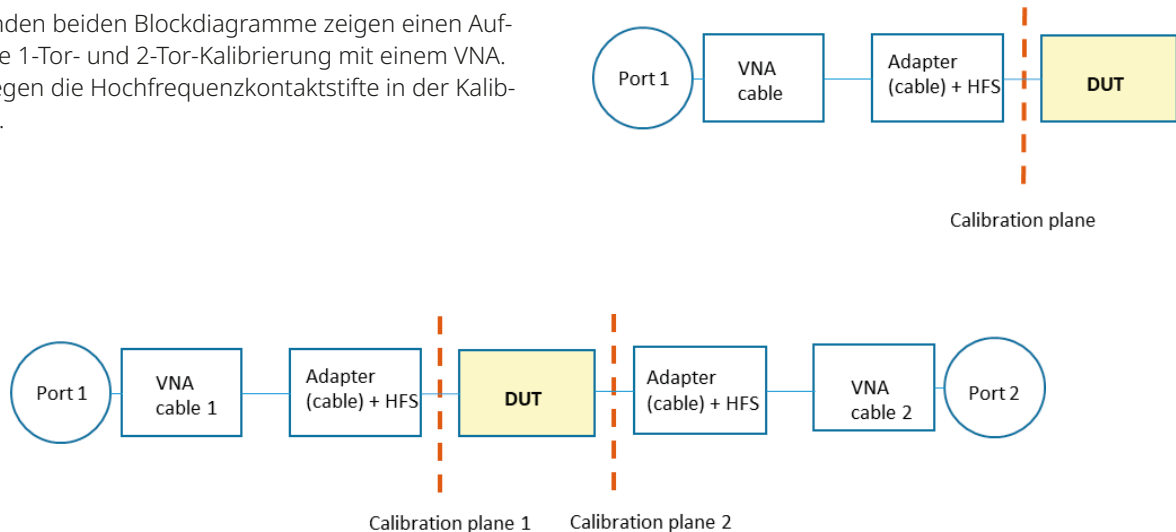 nden beiden Blockdiagramme zeigen einen Auf-
e 1-Tor- und 2-Tor-Kalibrierung mit einem VNA.
egen die Hochfrequenzkontaktstifte in der Kalib-
.
Port 1
VNA
cable
Adapter
(cable) + HFS
DUT
Calibration plane
Port 1
VNA
cable 1
Adapter
(cable) + HFS
DUT
Adapter
(cable) + HFS
VNA
cable 2
Port 2
Calibration plane 1
Calibration plane 2